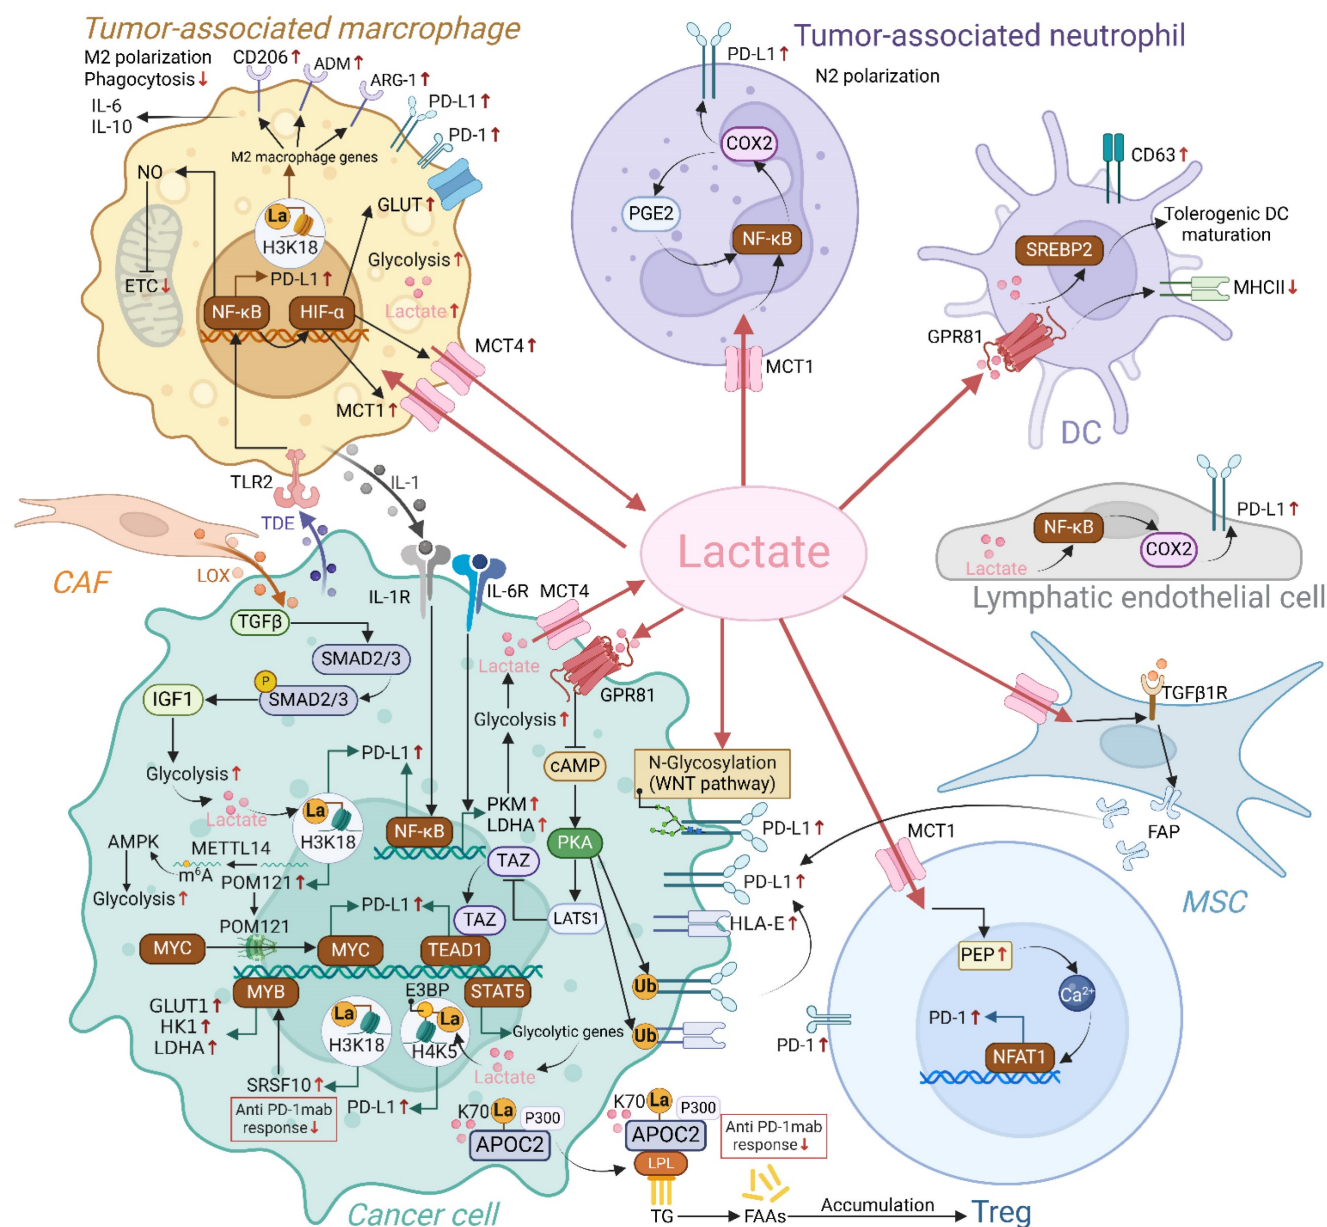 Tumor-associated marcrophage
M2 polarization
Phagocytosis↓
CD206↑
ADM↑
ARG-1↑
PD-L1↑
PD-1↑
IL-6
IL-10
M2 macrophage genes
NO
La
H3K18
GLUT↑
ETC↓
PD-L1↑
Glycolysis↑
Lactate↑
NF-κB
HIF-α
MCT4↑
MCT1↑
TLR2
IL-1
TDE
Tumor-associated neutrophil
PD-L1↑
N2 polarization
COX2
PGE2
NF-κB
MCT1
CD63↑
Tolerogenic DC
maturation
SREBP2
MHCII↓
GPR81
DC
Lactate
PD-L1↑
NF-κB
COX2
Lactate
Lymphatic endothelial cell
CAF
LOX
TGFβ
SMAD2/3
P
SMAD2/3
IGF1
Glycolysis↑
Lactate
IL-1R
IL-6R
MCT4
Lactate
GPR81
Glycolysis↑
cAMP
PD-L1↑
La
H3K18
NF-κB
PKM↑
LDHA↑
PKA
TAZ
TAZ
LATS1
AMPK
METTL14
m⁶A
POM121↑
Glycolysis↑
POM121
PD-L1↑
MYC
MYC
TEAD1
MYB
STAT5
E3BP
GLUT1↑
HK1↑
LDHA↑
La
H3K18
La
H4K5
Glycolytic genes
Lactate
SRSF10↑
Anti PD-1mab
response↓
PD-L1↑
K70
La
P300
APOC2
Cancer cell
N-Glycosylation
(WNT pathway)
PD-L1↑
PD-L1↑
HLA-E↑
Ub
Ub
TGFβ1R
FAP
MSC
MCT1
PEP↑
Ca²⁺
PD-1↑
NFAT1
PD-1↑
K70
La
P300
APOC2
LPL
TG
Anti PD-1mab
response↓
FAAs
Accumulation
Treg